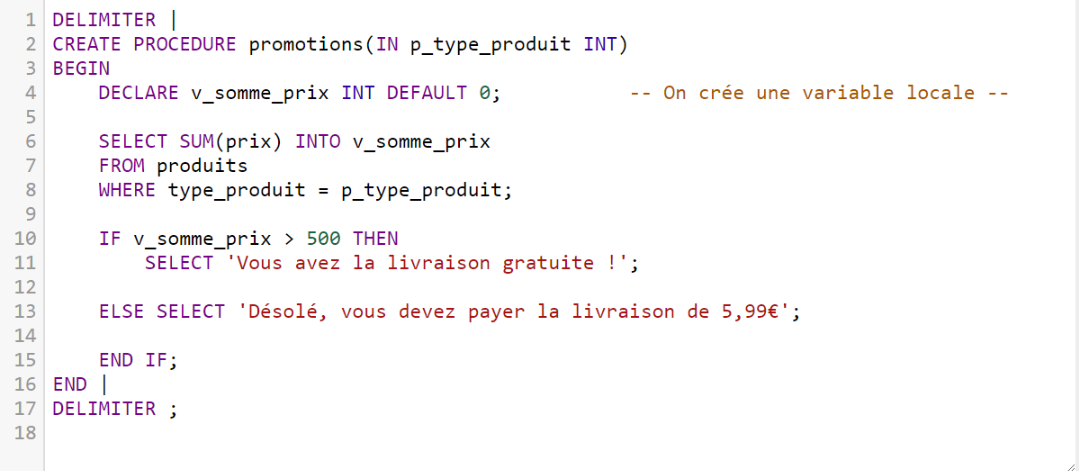 1 DELIMITER |
2 CREATE PROCEDURE promotions(IN p_type_produit INT)
3 BEGIN
4     DECLARE v_somme_prix INT DEFAULT 0;           -- On crée une variable locale --
5
6     SELECT SUM(prix) INTO v_somme_prix
7     FROM produits
8     WHERE type_produit = p_type_produit;
9
10     IF v_somme_prix > 500 THEN
11         SELECT 'Vous avez la livraison gratuite !';
12
13     ELSE SELECT 'Désolé, vous devez payer la livraison de 5,99€';
14
15     END IF;
16 END |
17 DELIMITER ;
18